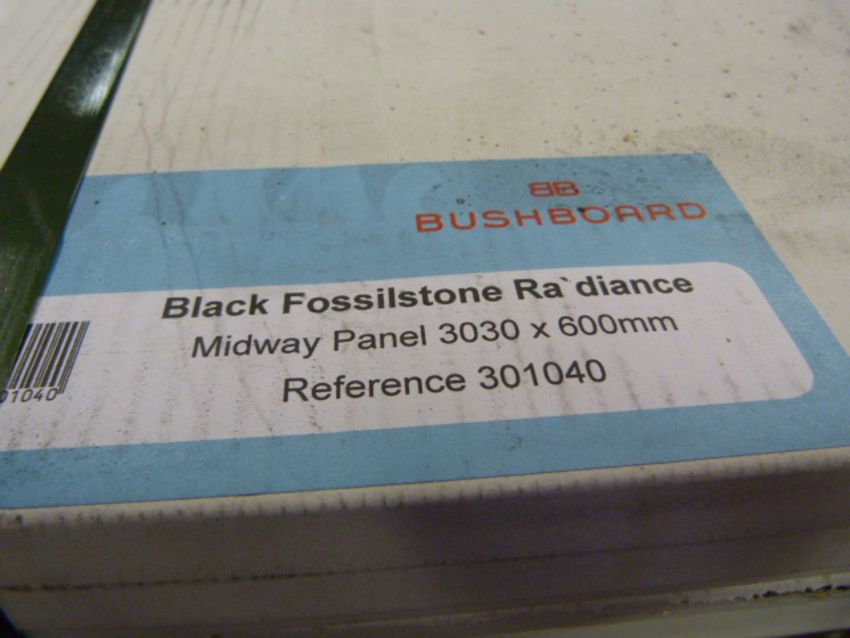 BB
BUSHBOARD
Black Fossilstone Ra`diance
Midway Panel 3030 x 600mm
Reference 301040
01040